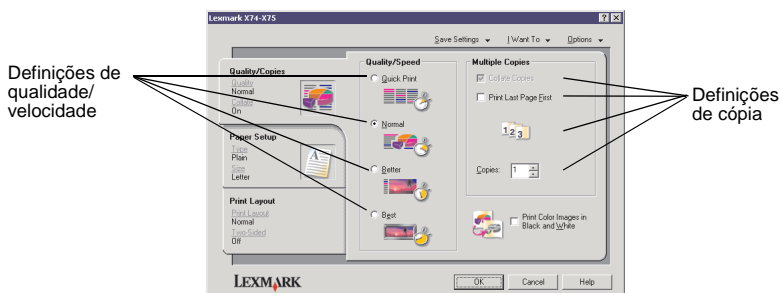 Lexmark X74-X75
Save Settings
I Want To
Options
Definições de
qualidade/
velocidade
Quality/Copies
Quality
Normal
Collate
On
Paper Setup
Type
Plain
Size
Letter
Print Layout
Print Layout
Normal
Two-Sided
Off
Quality/Speed
Quick Print
Normal
Better
Best
Multiple Copies
Collate Copies
Print Last Page First
1 2 3
Copies: 1
Print Color Images in
Black and White
Definições
de cópia
LEXMARK
OK Cancel Help